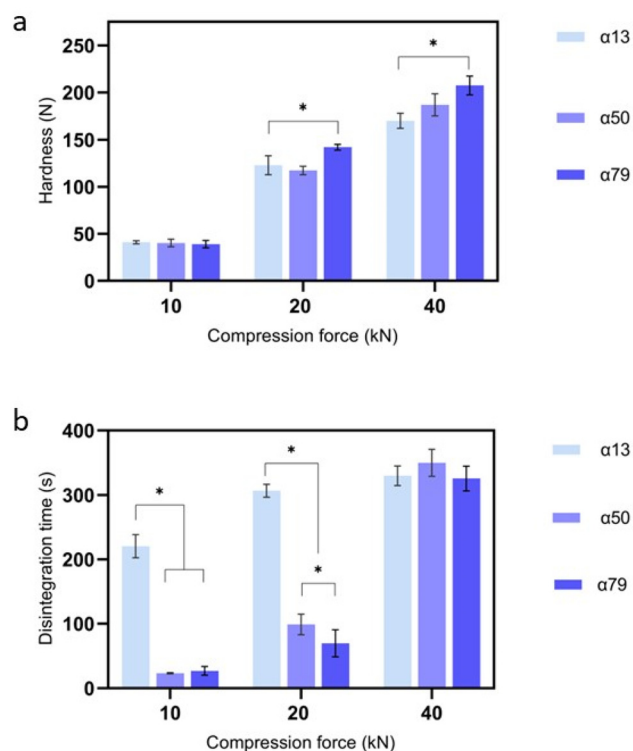 a
250
200
150
100
50
0
Hardness (N)
*
*
10 20 40
Compression force (kN)
α13
α50
α79
b
400
300
200
100
0
Disintegration time (s)
*
*
*
10 20 40
Compression force (kN)
α13
α50
α79